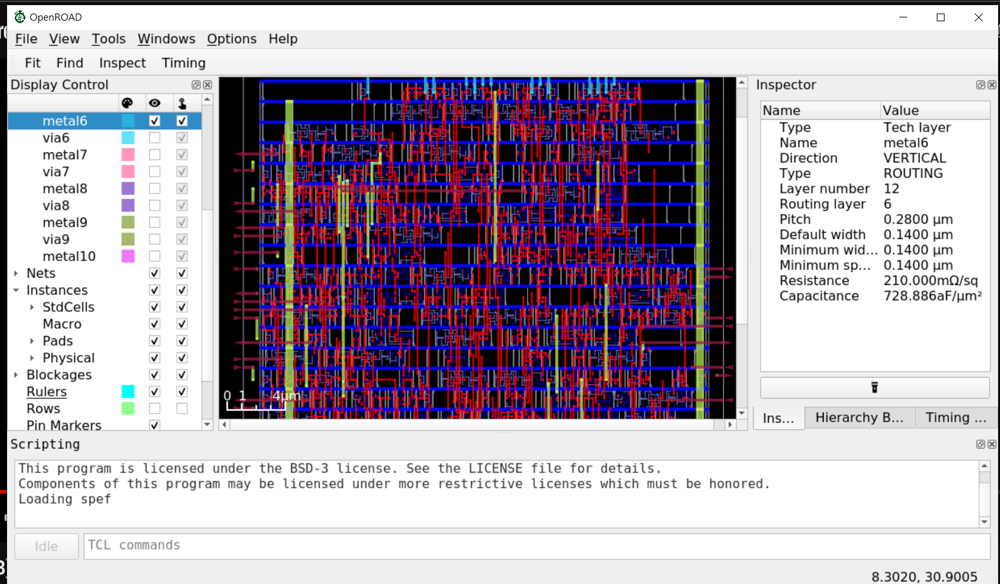 OpenROAD
File View Tools Windows Options Help
Fit Find Inspect Timing
Display Control
metal6
via6
metal7
via7
metal8
via8
metal9
via9
metal10
Nets
Instances
StdCells
Macro
Pads
Physical
Blockages
Rulers
Rows
Pin Markers
0 1 4μm
Inspector
Name Value
Type Tech layer
Name metal6
Direction VERTICAL
Type ROUTING
Layer number 12
Routing layer 6
Pitch 0.2800 μm
Default width 0.1400 μm
Minimum wid... 0.1400 μm
Minimum sp... 0.1400 μm
Resistance 210.000mΩ/sq
Capacitance 728.886aF/μm²
Ins... Hierarchy B... Timing ...
Scripting
This program is licensed under the BSD-3 license. See the LICENSE file for details.
Components of this program may be licensed under more restrictive licenses which must be honored.
Loading spef
Idle TCL commands
8.3020, 30.9005